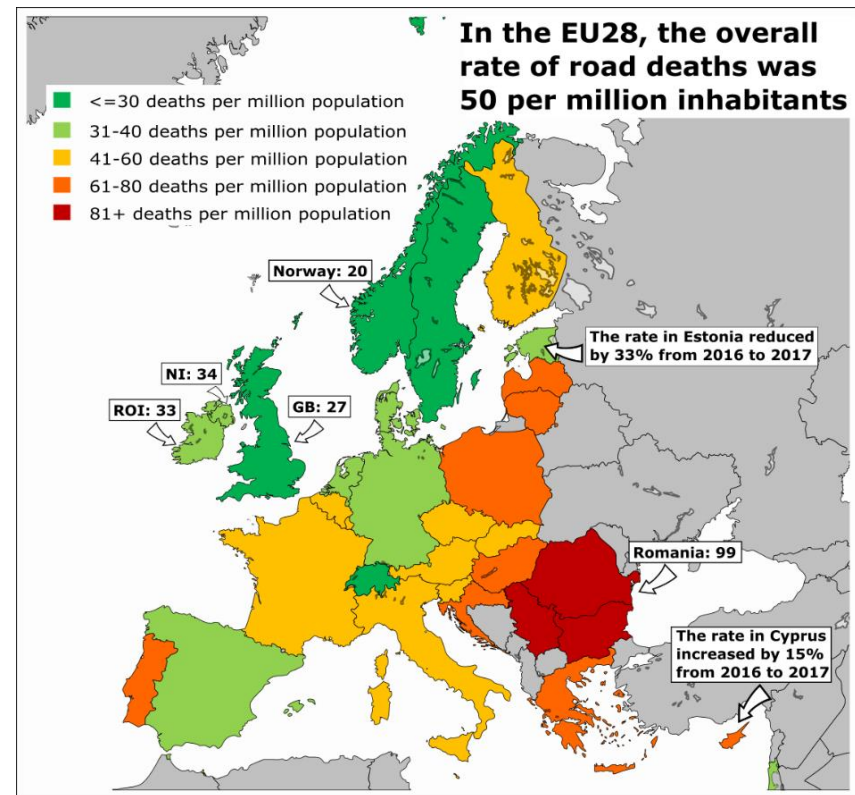 In the EU28, the overall
rate of road deaths was
50 per million inhabitants
<=30 deaths per million population
31-40 deaths per million population
41-60 deaths per million population
61-80 deaths per million population
81+ deaths per million population
Norway: 20
The rate in Estonia reduced
by 33% from 2016 to 2017
NI: 34
ROI: 33
GB: 27
Romania: 99
The rate in Cyprus
increased by 15%
from 2016 to 2017